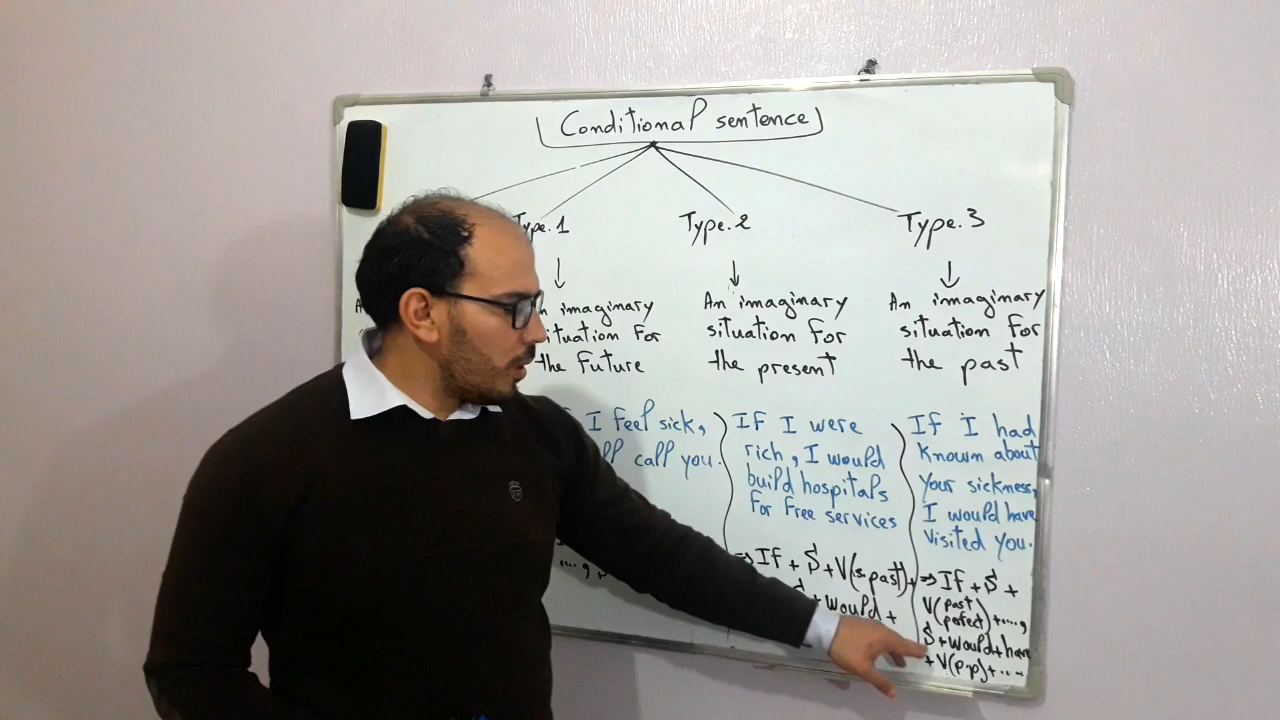 Conditional sentence
Type.1
Type.2
Type.3
imaginary
situation for
the future
An imaginary
situation for
the present
An imaginary
situation for
the past
I feel sick,
call you.
If I were
rich, I would
build hospitals
for free services
If I had
known about
your sickness,
I would have
visited you.
....,
⇒ If + S + V(s.past) +
+ would +
⇒ If + S +
V(past perfect) + ....,
S + would + have
+ V(p.p) + ....